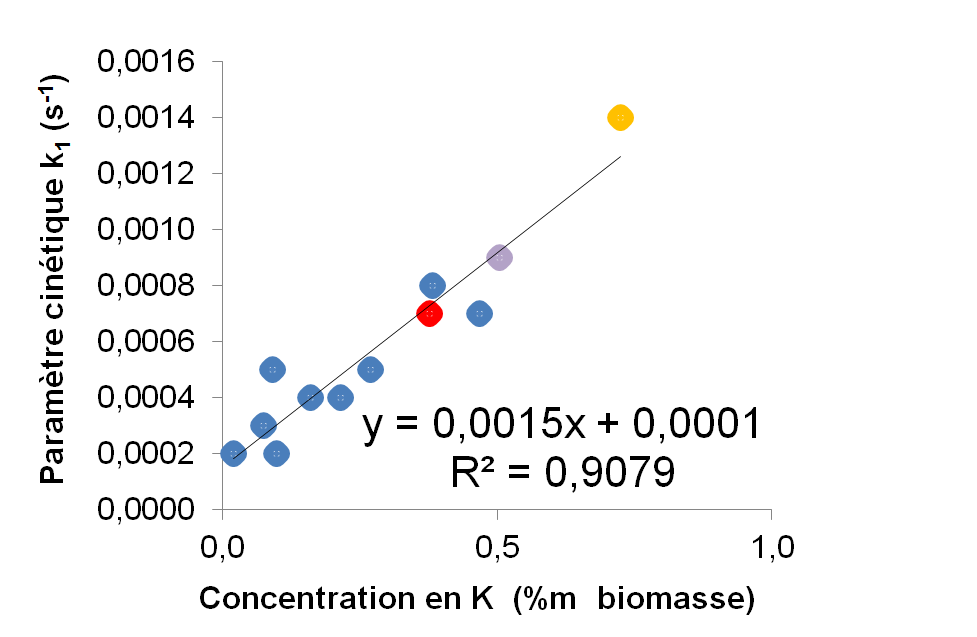 Paramètre cinétique k₁ (s⁻¹)
0,0016
0,0014
0,0012
0,0010
0,0008
0,0006
0,0004
0,0002
0,0000
y = 0,0015x + 0,0001
R² = 0,9079
0,0 0,5 1,0
Concentration en K (%m biomasse)